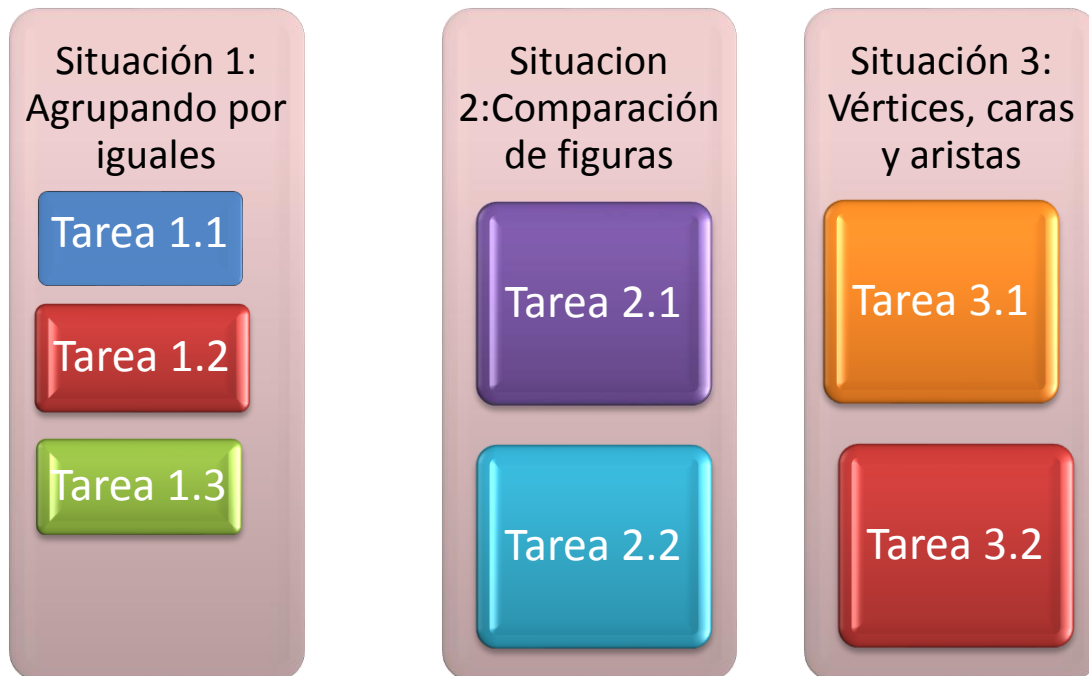 Situación 1:
Agrupando por
iguales
Tarea 1.1
Tarea 1.2
Tarea 1.3
Situacion
2:Comparación
de figuras
Tarea 2.1
Tarea 2.2
Situación 3:
Vértices, caras
y aristas
Tarea 3.1
Tarea 3.2